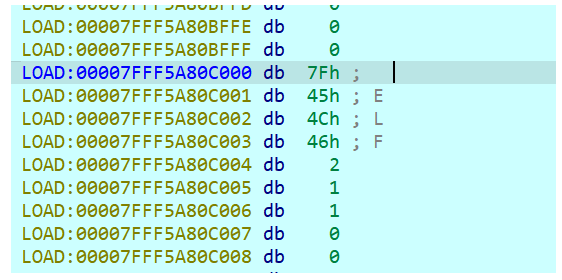 LOAD:00007FFF5A80BFFD db 0
LOAD:00007FFF5A80BFFE db 0
LOAD:00007FFF5A80BFFF db 0
LOAD:00007FFF5A80C000 db 7Fh ;
LOAD:00007FFF5A80C001 db 45h ; E
LOAD:00007FFF5A80C002 db 4Ch ; L
LOAD:00007FFF5A80C003 db 46h ; F
LOAD:00007FFF5A80C004 db 2
LOAD:00007FFF5A80C005 db 1
LOAD:00007FFF5A80C006 db 1
LOAD:00007FFF5A80C007 db 0
LOAD:00007FFF5A80C008 db 0